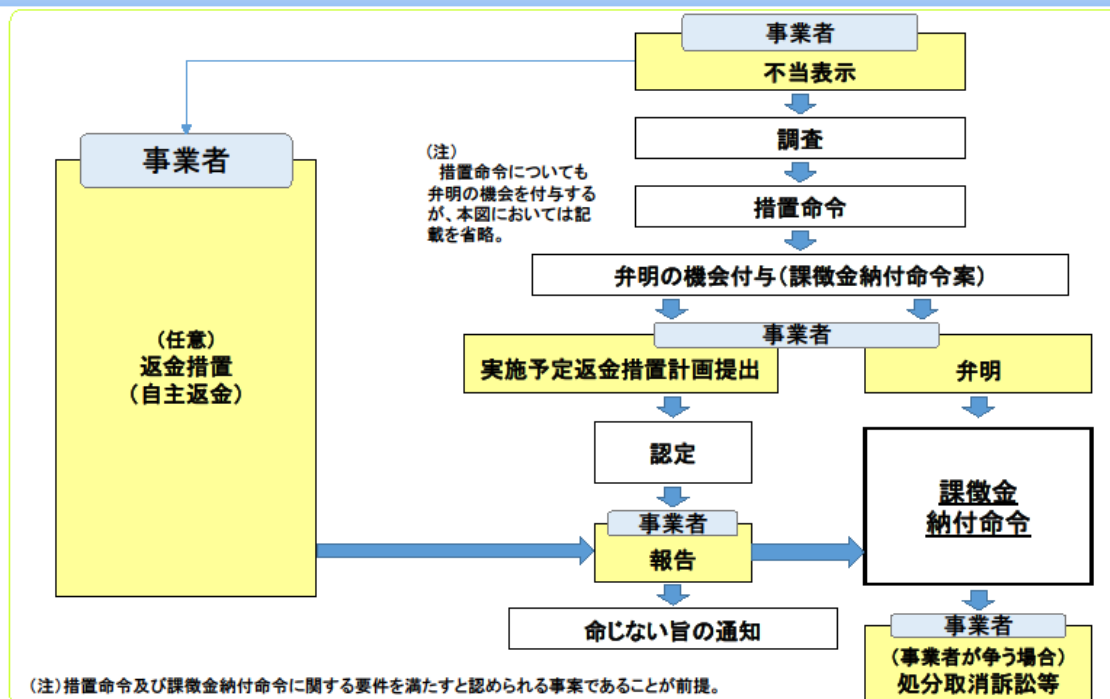 事業者
不当表示
調査
事業者
(注)
措置命令についても
弁明の機会を付与する
が、本図においては記
載を省略。
措置命令
弁明の機会付与(課徴金納付命令案)
事業者
実施予定返金措置計画提出
弁明
(任意)
返金措置
(自主返金)
認定
課徴金
納付命令
事業者
報告
命じない旨の通知
事業者
(事業者が争う場合)
処分取消訴訟等
(注)措置命令及び課徴金納付命令に関する要件を満たすと認められる事案であることが前提。